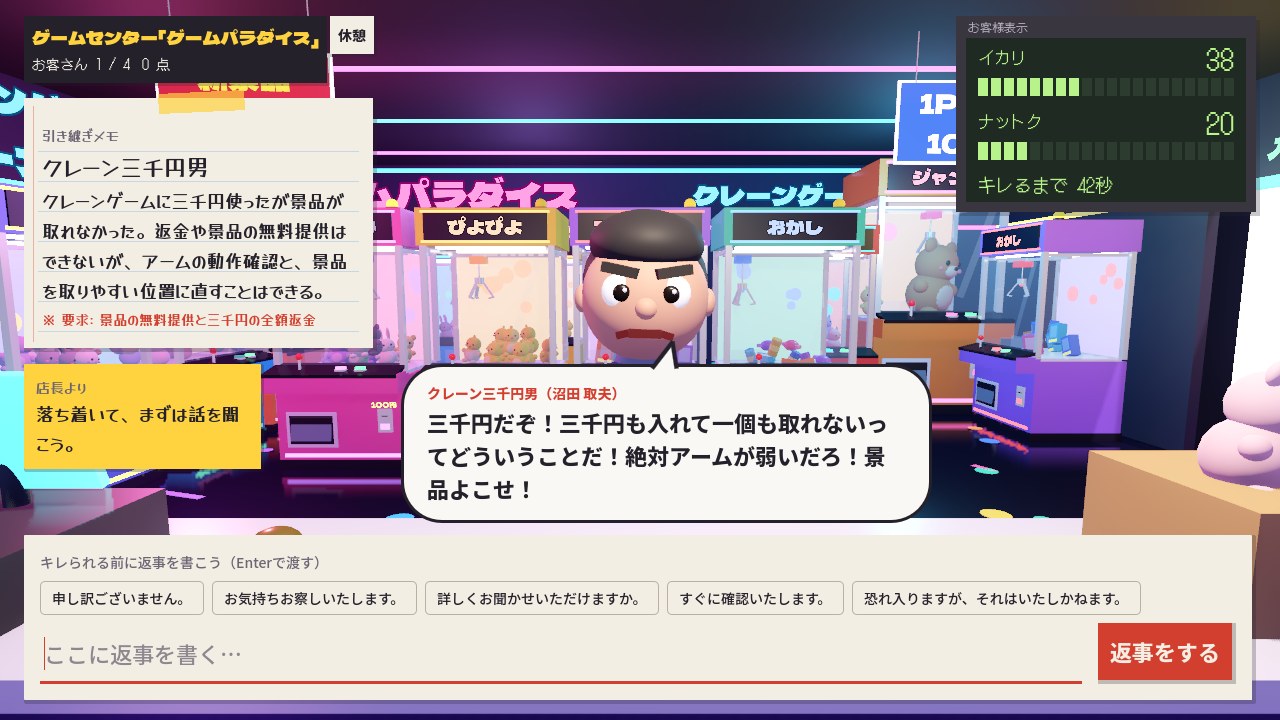 ゲームセンター「ゲームパラダイス」
お客さん 1 / 4 0 点
休憩
引き継ぎメモ
クレーン三千円男
クレーンゲームに三千円使ったが景品が
取れなかった。返金や景品の無料提供は
できないが、アームの動作確認と、景品
を取りやすい位置に直すことはできる。
※ 要求: 景品の無料提供と三千円の全額返金
店長より
落ち着いて、まずは話を聞
こう。
お客様表示
イカリ 38
ナットク 20
キレるまで 42秒
1P
10
ジャン
パラダイス
クレーンゲー
ぴよぴよ
おかし
おかし
100円
クレーン三千円男（沼田 取夫）
三千円だぞ！三千円も入れて一個も取れないっ
てどういうことだ！絶対アームが弱いだろ！景
品よこせ！
キレられる前に返事を書こう（Enterで渡す）
申し訳ございません。
お気持ちお察しいたします。
詳しくお聞かせいただけますか。
すぐに確認いたします。
恐れ入りますが、それはいたしかねます。
ここに返事を書く…
返事をする